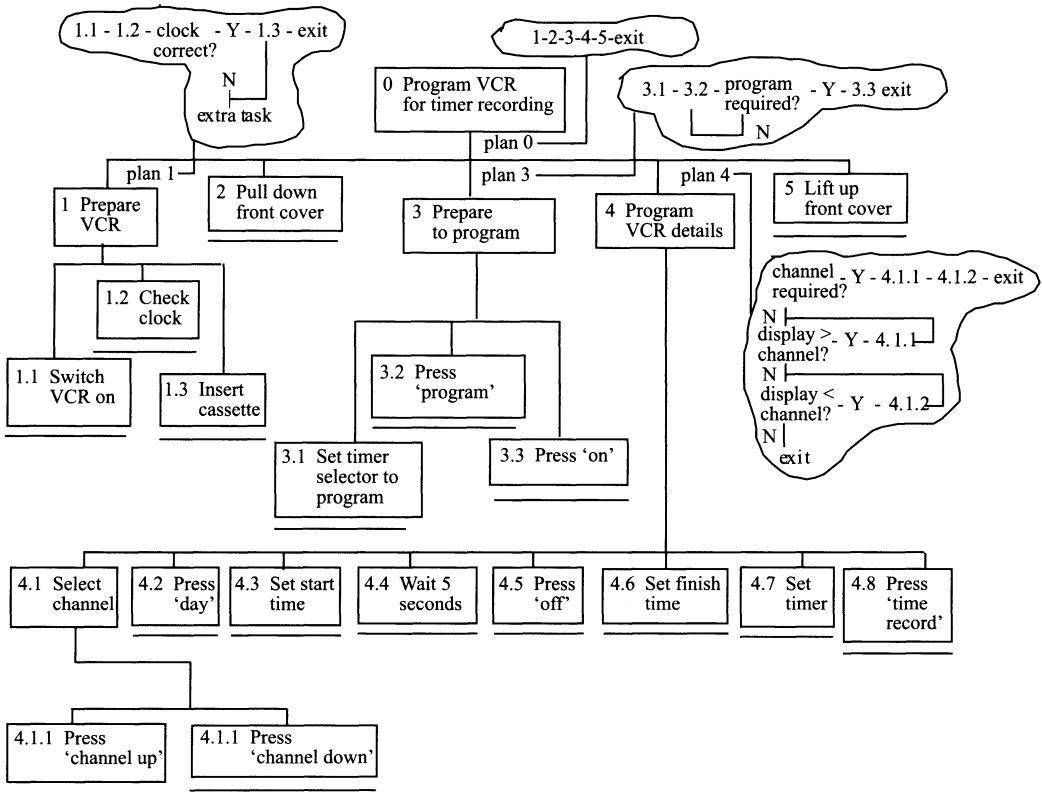 1.1 - 1.2 - clock - Y - 1.3 - exit
correct?
N
extra task
1-2-3-4-5-exit
0 Program VCR
for timer recording
3.1 - 3.2 - program - Y - 3.3 exit
required?
N
plan 0
plan 1
plan 3
plan 4
1 Prepare
VCR
2 Pull down
front cover
3 Prepare
to program
4 Program
VCR details
5 Lift up
front cover
channel - Y - 4.1.1 - 4.1.2 - exit
required?
N
display > - Y - 4.1.1
channel?
N
display < - Y - 4.1.2
channel?
N
exit
1.1 Switch
VCR on
1.2 Check
clock
1.3 Insert
cassette
3.1 Set timer
selector to
program
3.2 Press
‘program’
3.3 Press ‘on’
4.1 Select
channel
4.2 Press
‘day’
4.3 Set start
time
4.4 Wait 5
seconds
4.5 Press
‘off’
4.6 Set finish
time
4.7 Set
timer
4.8 Press
‘time
record’
4.1.1 Press
‘channel up’
4.1.1 Press
‘channel down’